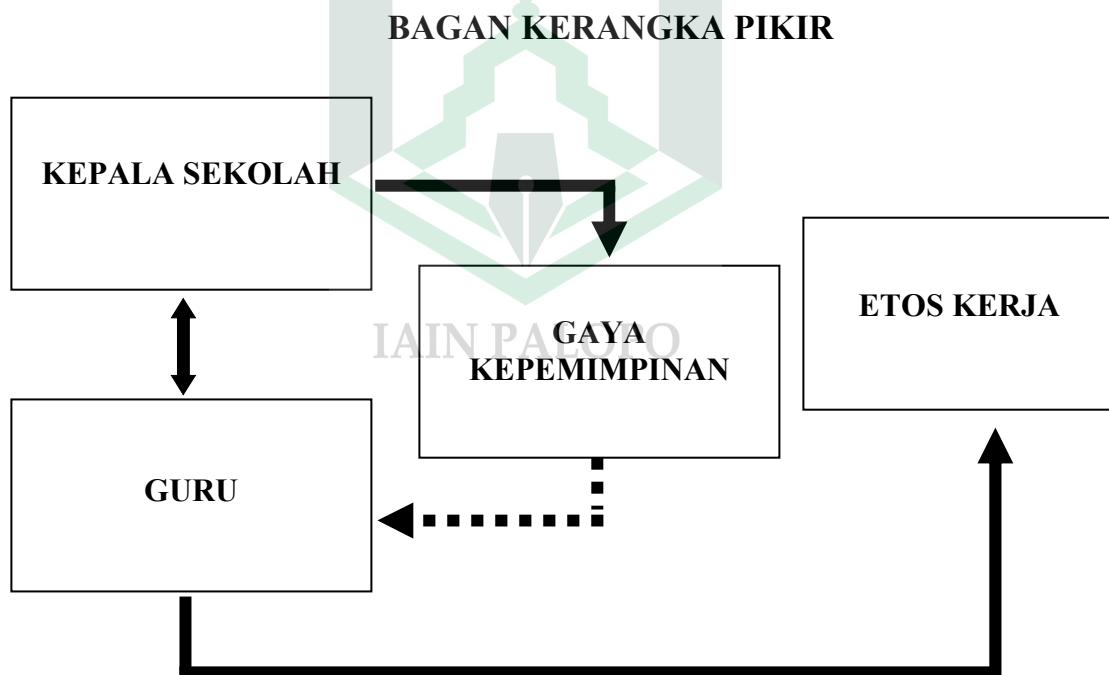 BAGAN KERANGKA PIKIR
KEPALA SEKOLAH
ETOS KERJA
GAYA
KEPEMIMPINAN
IAIN PALOPO
GURU